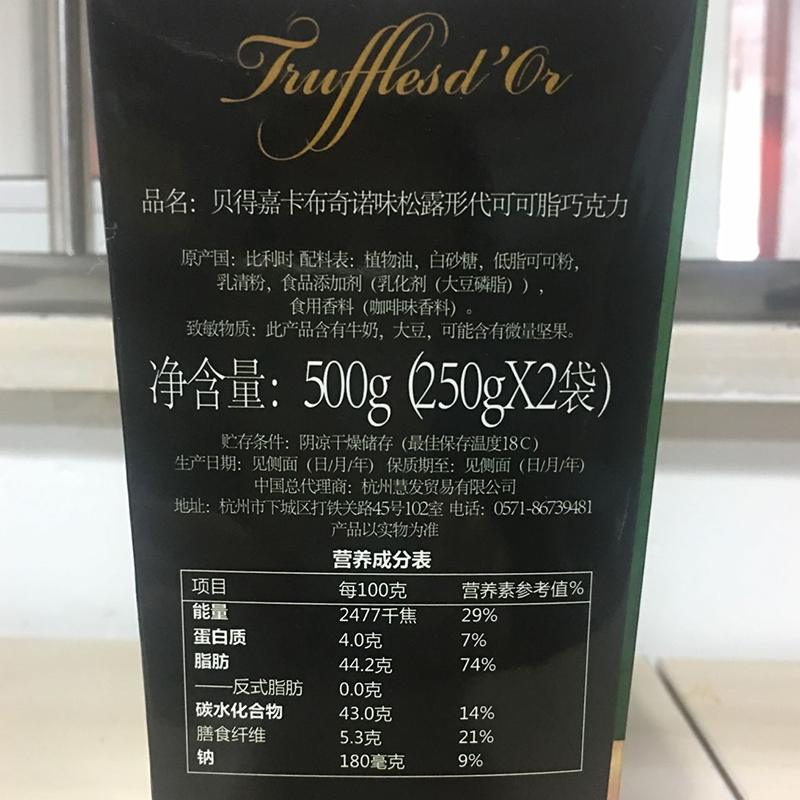 Trufflesd'Or
品名：贝得嘉卡布奇诺味松露形代可可脂巧克力
原产国：比利时 配料表：植物油，白砂糖，低脂可可粉，
乳清粉，食品添加剂（乳化剂（大豆磷脂）），
食用香料（咖啡味香料）。
致敏物质：此产品含有牛奶，大豆，可能含有微量坚果。
净含量：500g（250gX2袋）
贮存条件：阴凉干燥储存（最佳保存温度18C）
生产日期：见侧面（日/月/年） 保质期至：见侧面（日/月/年）
中国总代理商：杭州慧发贸易有限公司
地址：杭州市下城区打铁关路45号102室 电话：0571-86739481
产品以实物为准
营养成分表
项目 每100克 营养素参考值%
能量 2477千焦 29%
蛋白质 4.0克 7%
脂肪 44.2克 74%
——反式脂肪 0.0克
碳水化合物 43.0克 14%
膳食纤维 5.3克 21%
钠 180毫克 9%